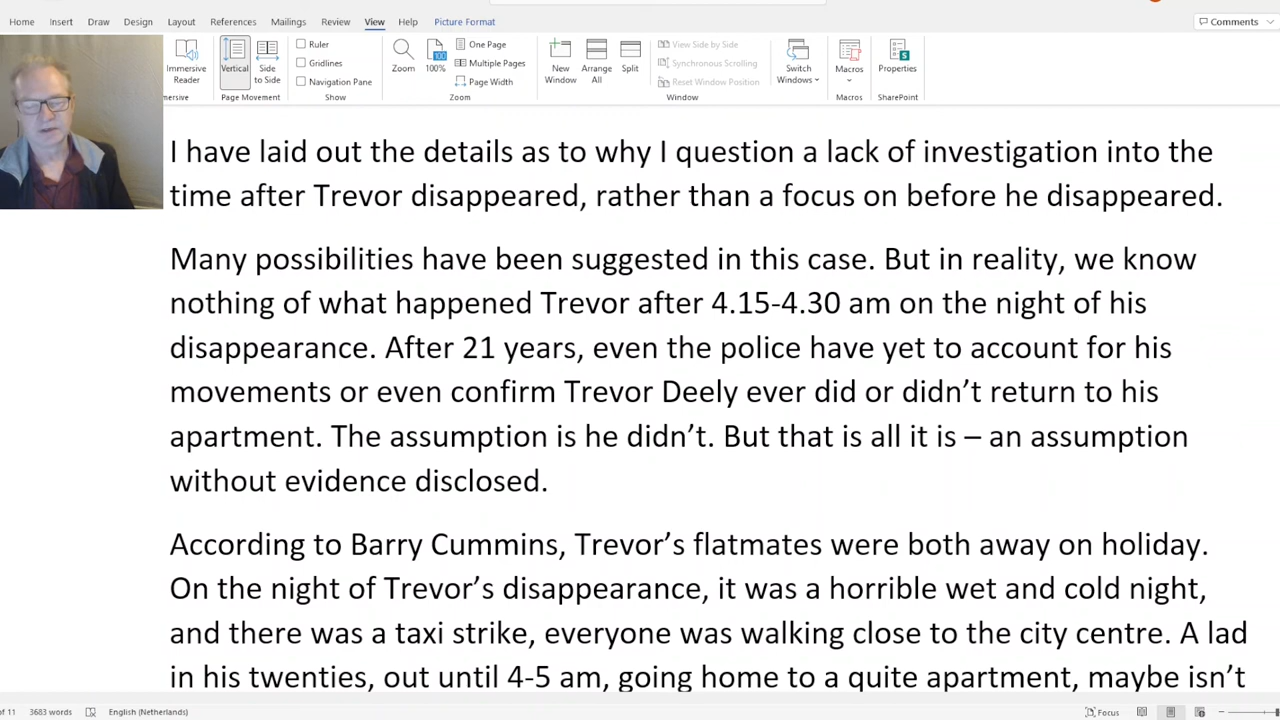 Home Insert Draw Design Layout References Mailings Review View Help Picture Format Comments
Immersive Reader
Vertical
Side to Side
Page Movement
Ruler
Gridlines
Navigation Pane
Show
Zoom
100%
One Page
Multiple Pages
Page Width
Zoom
New Window
Arrange All
Split
View Side by Side
Synchronous Scrolling
Reset Window Position
Window
Switch Windows
Macros
Macros
Properties
SharePoint
I have laid out the details as to why I question a lack of investigation into the
time after Trevor disappeared, rather than a focus on before he disappeared.
Many possibilities have been suggested in this case. But in reality, we know
nothing of what happened Trevor after 4.15-4.30 am on the night of his
disappearance. After 21 years, even the police have yet to account for his
movements or even confirm Trevor Deely ever did or didn’t return to his
apartment. The assumption is he didn’t. But that is all it is – an assumption
without evidence disclosed.
According to Barry Cummins, Trevor’s flatmates were both away on holiday.
On the night of Trevor’s disappearance, it was a horrible wet and cold night,
and there was a taxi strike, everyone was walking close to the city centre. A lad
in his twenties, out until 4-5 am, going home to a quite apartment, maybe isn’t
of 11 3683 words English (Netherlands) Focus